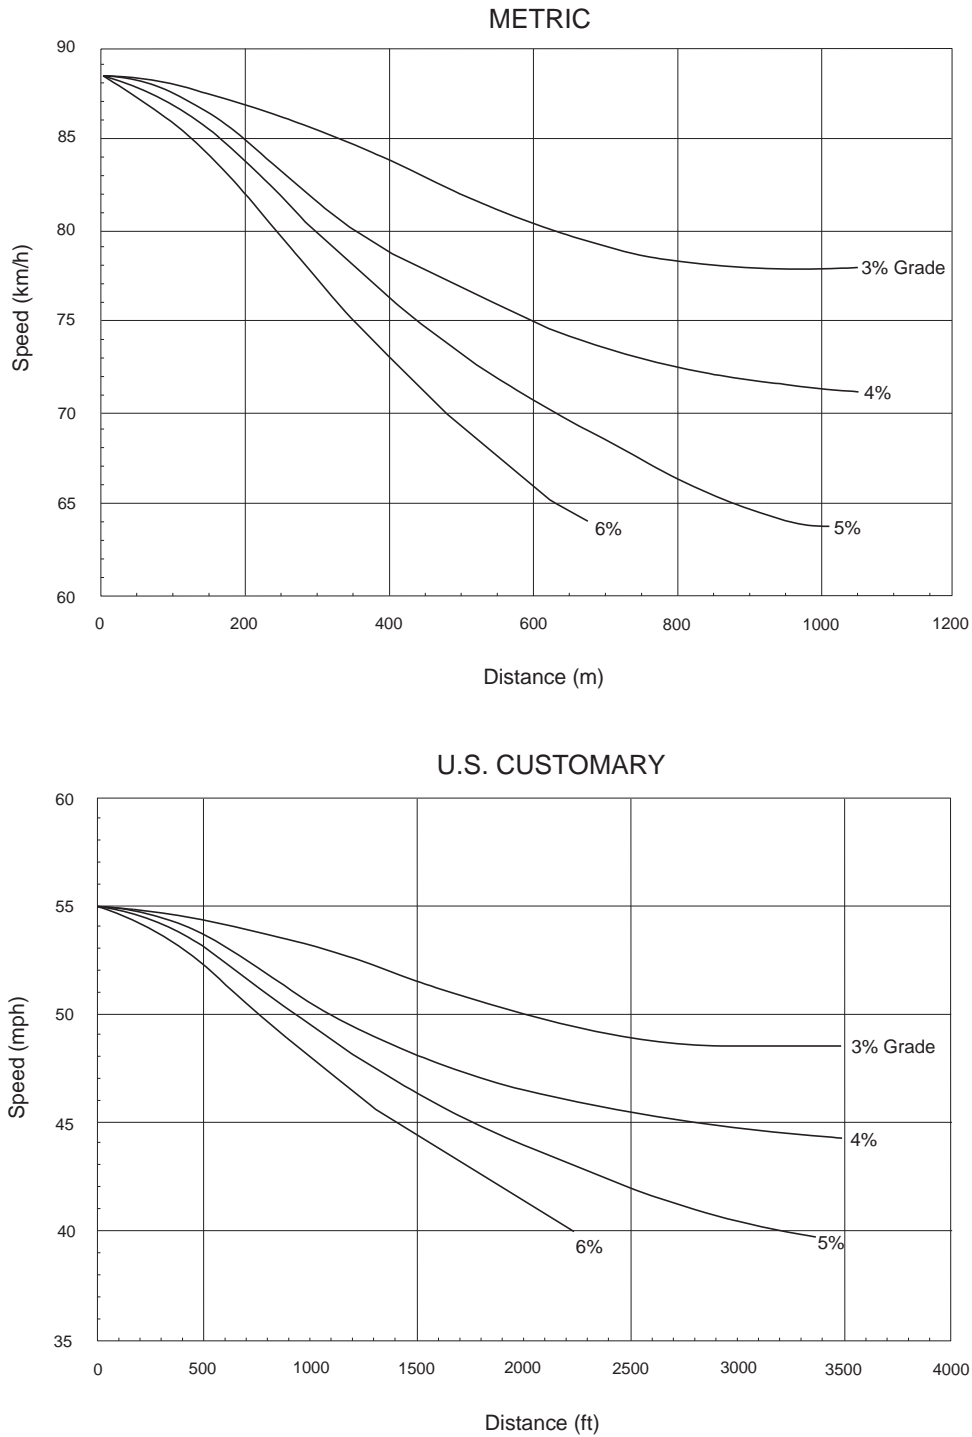 METRIC
90
85
80
75
70
65
60
Speed (km/h)
3% Grade
4%
5%
6%
0 200 400 600 800 1000 1200
Distance (m)
U.S. CUSTOMARY
60
55
50
45
40
35
Speed (mph)
3% Grade
4%
5%
6%
0 500 1000 1500 2000 2500 3000 3500 4000
Distance (ft)